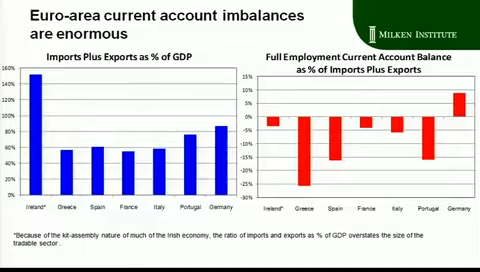 Euro-area current account imbalances
are enormous
MILKEN INSTITUTE
Imports Plus Exports as % of GDP
160%
140%
120%
100%
80%
60%
40%
20%
0%
Ireland* Greece Spain France Italy Portugal Germany
Full Employment Current Account Balance
as % of Imports Plus Exports
15%
10%
5%
0%
-5%
-10%
-15%
-20%
-25%
-30%
Ireland* Greece Spain France Italy Portugal Germany
*Because of the kit-assembly nature of much of the Irish economy, the ratio of imports and exports as % of GDP overstates the size of the
tradable sector .